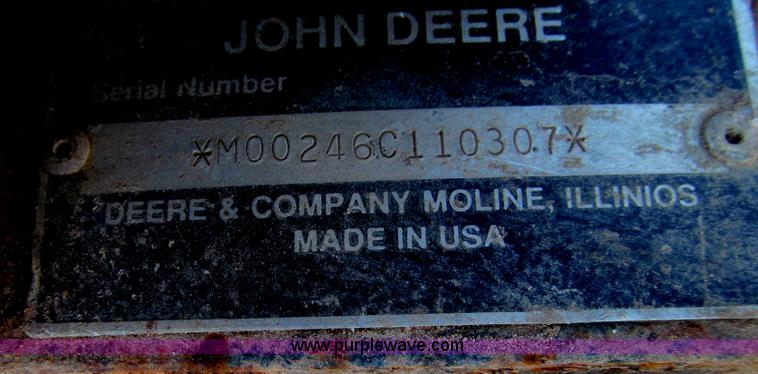 JOHN DEERE
Serial Number
*M00246C110307*
DEERE & COMPANY MOLINE, ILLINIOS
MADE IN USA
www.purplewave.com